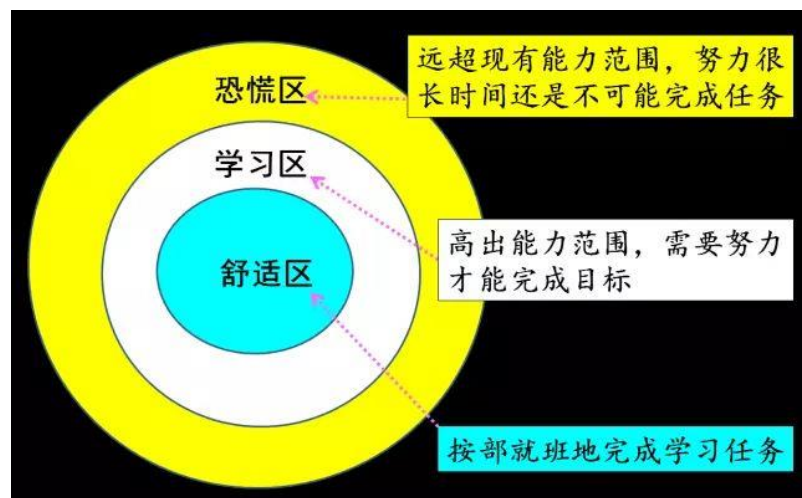 恐慌区
远超现有能力范围，努力很
长时间还是不可能完成任务
学习区
高出能力范围，需要努力
才能完成目标
舒适区
按部就班地完成学习任务